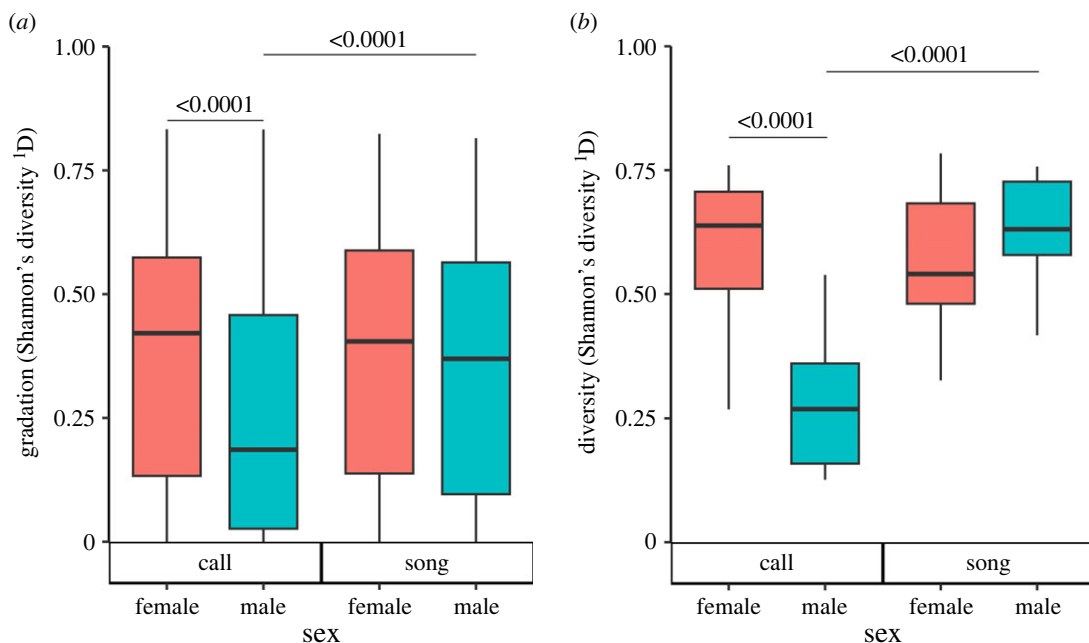 (a)
gradation (Shannon's diversity ¹D)
1.00
0.75
0.50
0.25
0
<0.0001
<0.0001
call song
female male female male
sex
(b)
diversity (Shannon's diversity ¹D)
1.00
0.75
0.50
0.25
0
<0.0001
<0.0001
call song
female male female male
sex